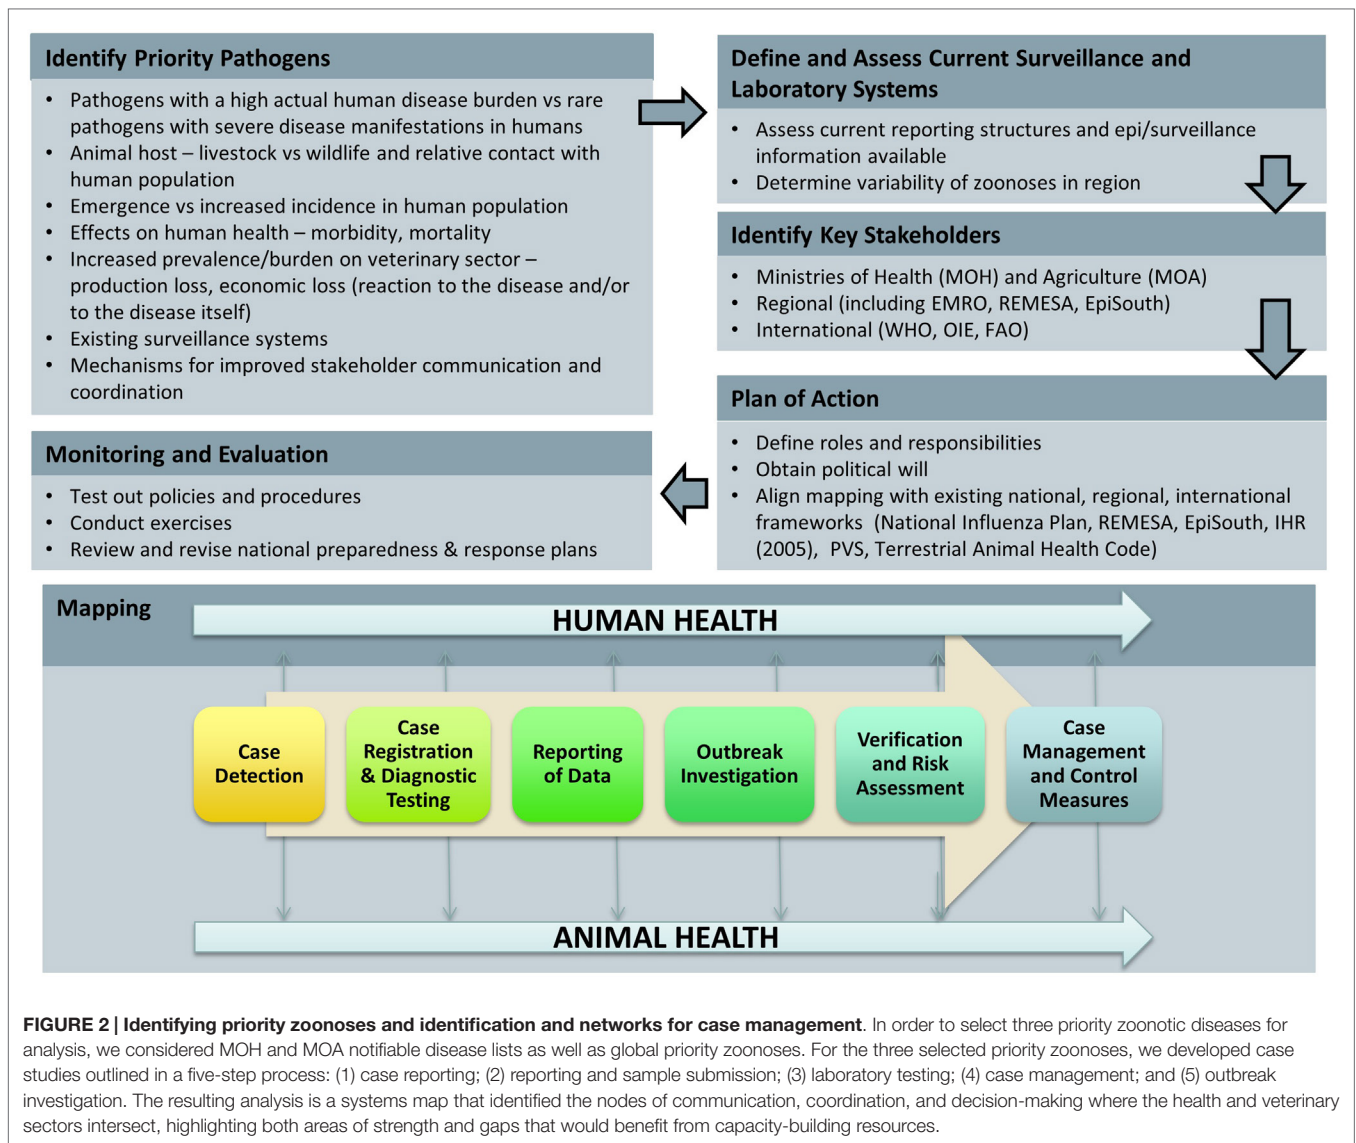 Identify Priority Pathogens
• Pathogens with a high actual human disease burden vs rare
pathogens with severe disease manifestations in humans
• Animal host – livestock vs wildlife and relative contact with
human population
• Emergence vs increased incidence in human population
• Effects on human health – morbidity, mortality
• Increased prevalence/burden on veterinary sector –
production loss, economic loss (reaction to the disease and/or
to the disease itself)
• Existing surveillance systems
• Mechanisms for improved stakeholder communication and
coordination
Define and Assess Current Surveillance and
Laboratory Systems
• Assess current reporting structures and epi/surveillance
information available
• Determine variability of zoonoses in region
Identify Key Stakeholders
• Ministries of Health (MOH) and Agriculture (MOA)
• Regional (including EMRO, REMESA, EpiSouth)
• International (WHO, OIE, FAO)
Plan of Action
• Define roles and responsibilities
• Obtain political will
• Align mapping with existing national, regional, international
frameworks (National Influenza Plan, REMESA, EpiSouth, IHR
(2005), PVS, Terrestrial Animal Health Code)
Monitoring and Evaluation
• Test out policies and procedures
• Conduct exercises
• Review and revise national preparedness & response plans
Mapping
HUMAN HEALTH
Case
Detection
Case
Registration
& Diagnostic
Testing
Reporting
of Data
Outbreak
Investigation
Verification
and Risk
Assessment
Case
Management
and Control
Measures
ANIMAL HEALTH
FIGURE 2 | Identifying priority zoonoses and identification and networks for case management. In order to select three priority zoonotic diseases for
analysis, we considered MOH and MOA notifiable disease lists as well as global priority zoonoses. For the three selected priority zoonoses, we developed case
studies outlined in a five-step process: (1) case reporting; (2) reporting and sample submission; (3) laboratory testing; (4) case management; and (5) outbreak
investigation. The resulting analysis is a systems map that identified the nodes of communication, coordination, and decision-making where the health and veterinary
sectors intersect, highlighting both areas of strength and gaps that would benefit from capacity-building resources.